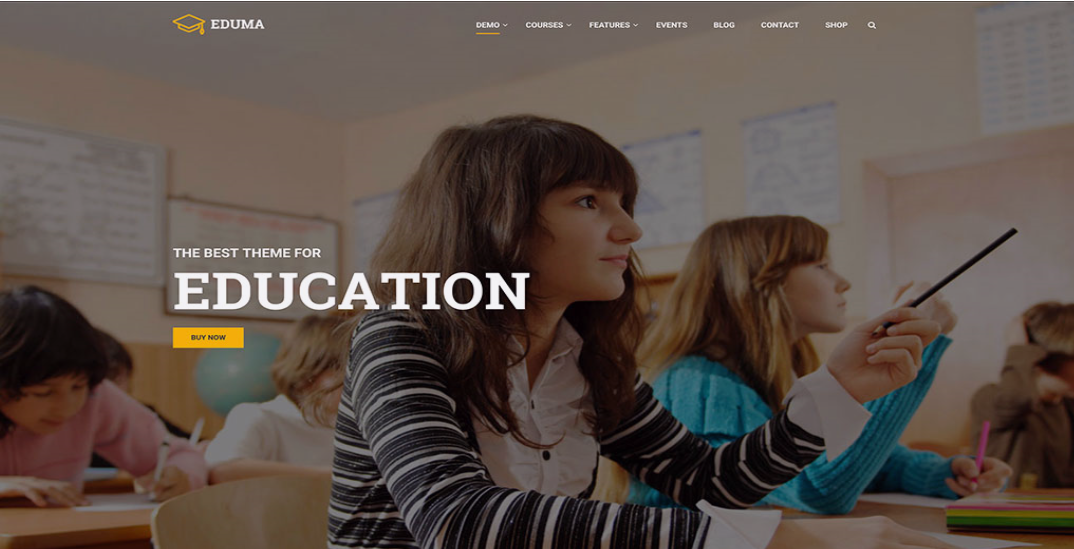 EDUMA
DEMO COURSES FEATURES EVENTS BLOG CONTACT SHOP
THE BEST THEME FOR
EDUCATION
BUY NOW